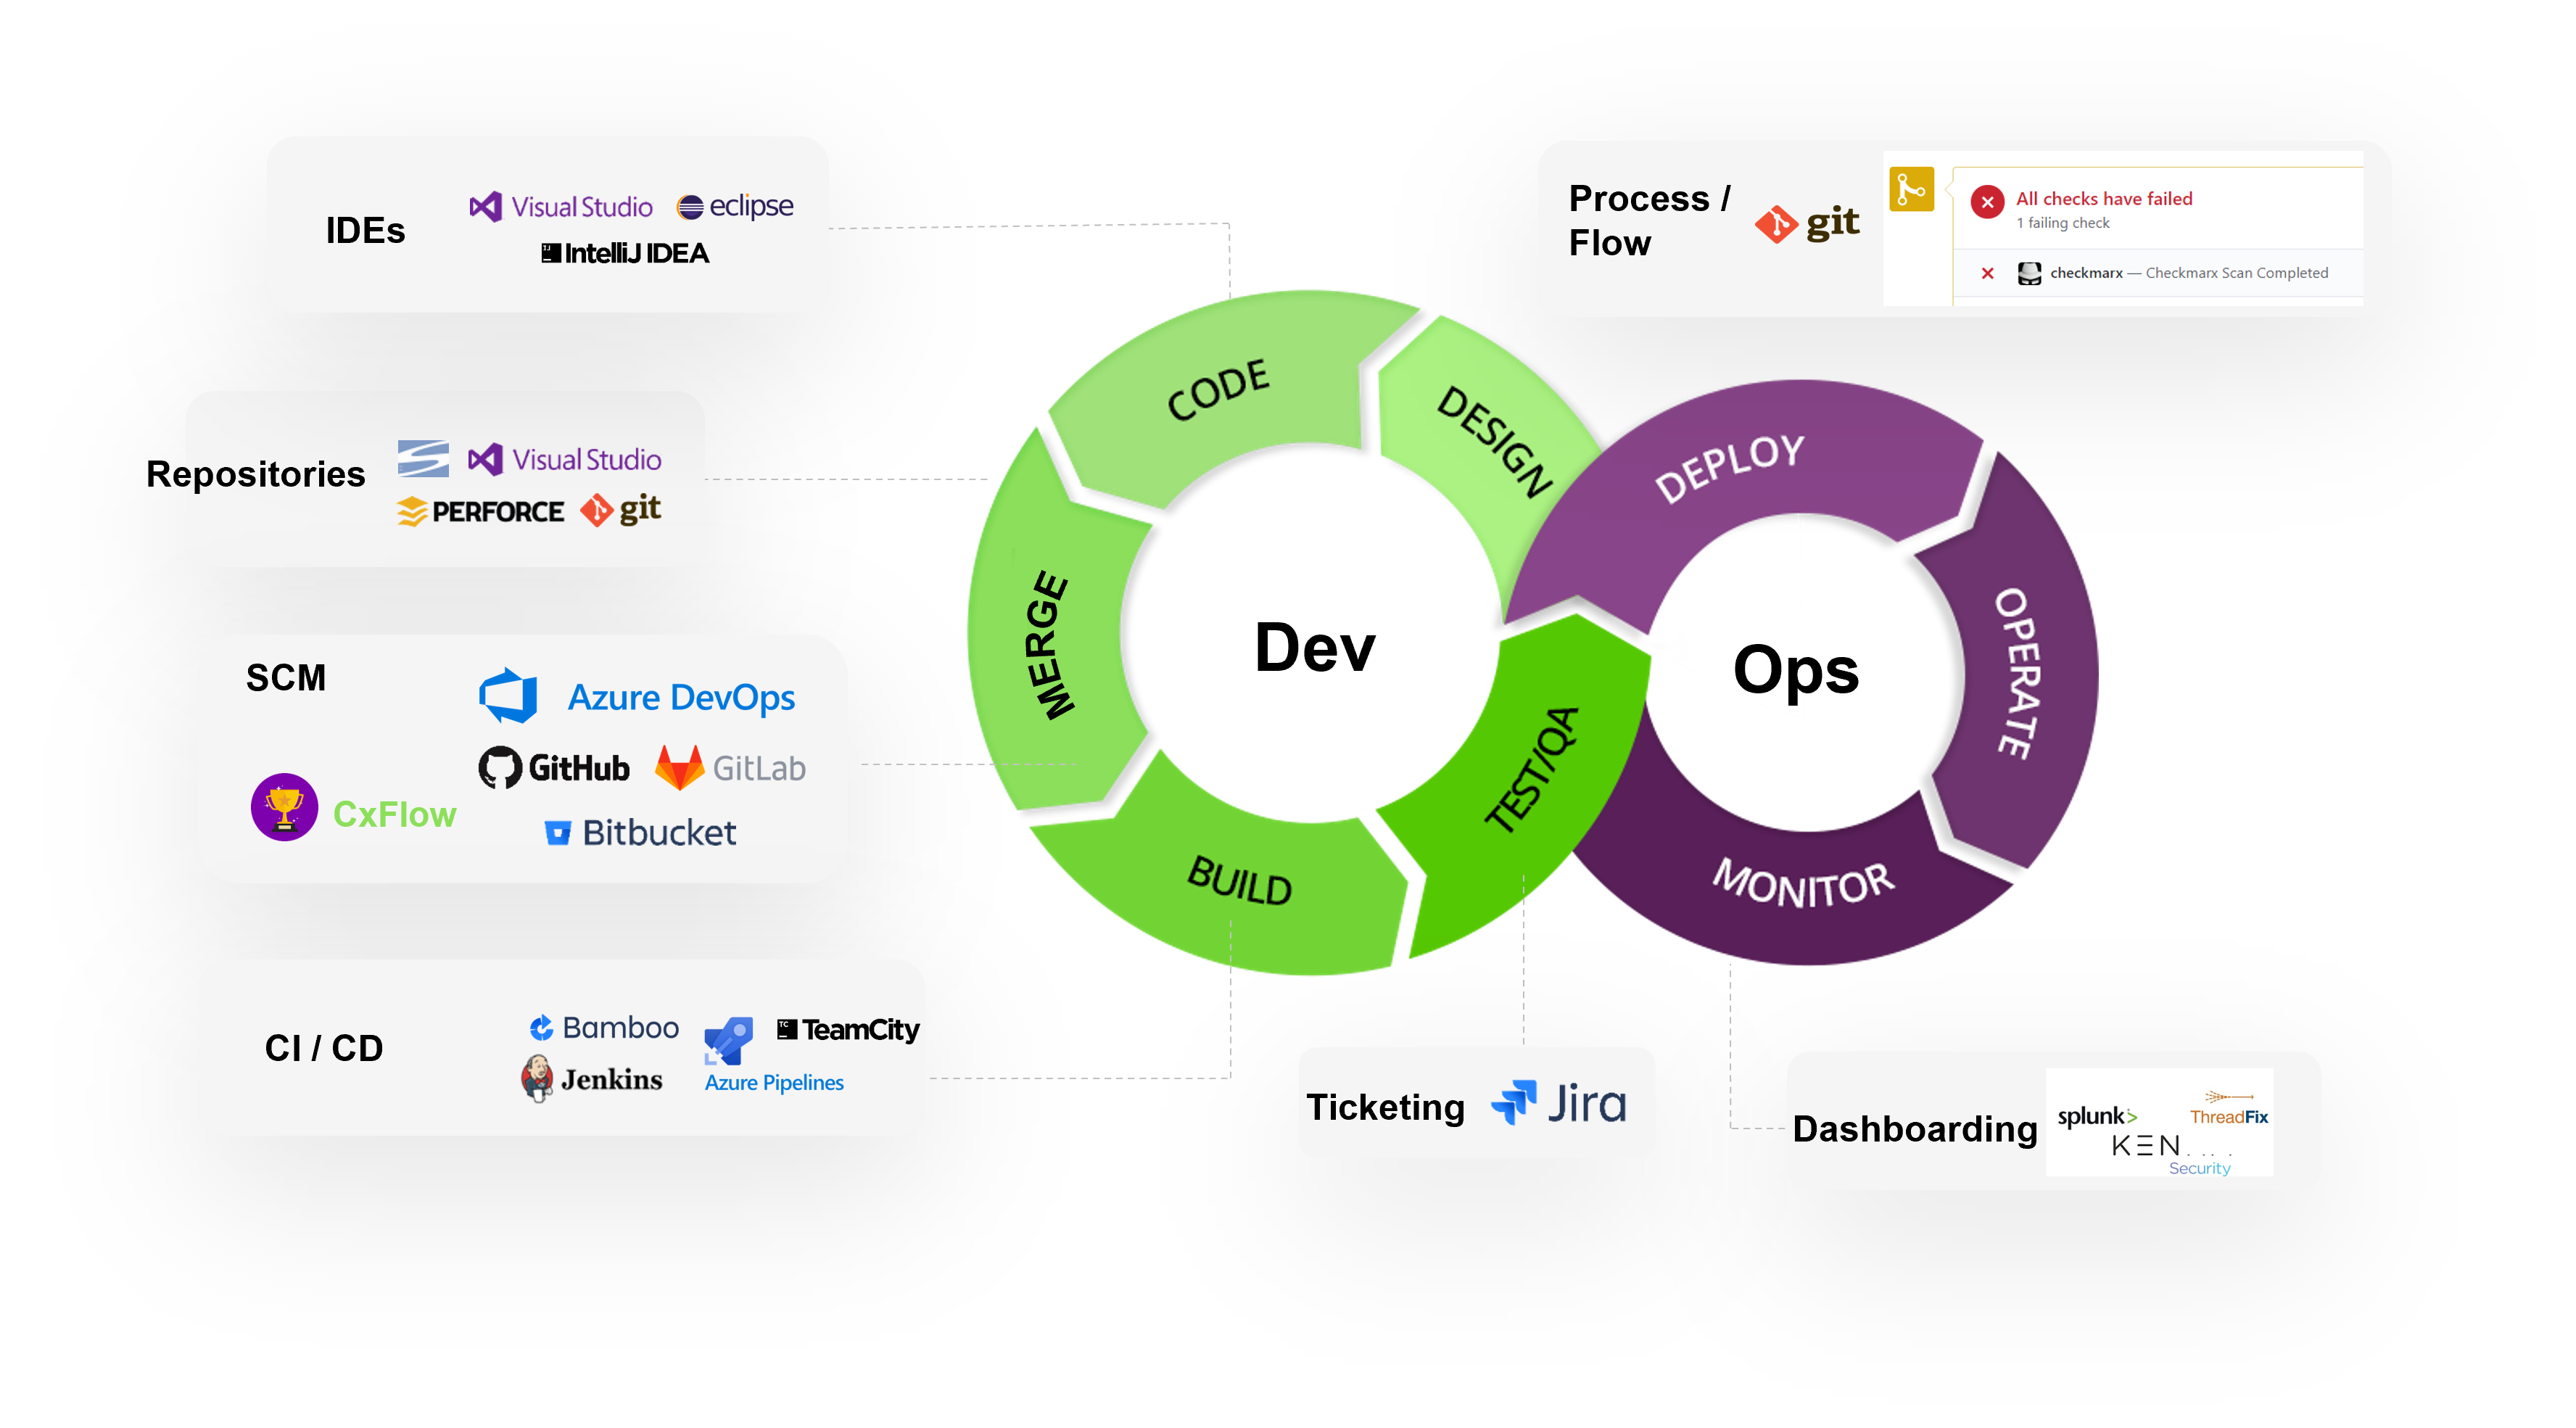 IDEs
Visual Studio
eclipse
IJ
IntelliJ IDEA
Process /
Flow
git
All checks have failed
1 failing check
checkmarx — Checkmarx Scan Completed
Repositories
Visual Studio
PERFORCE
git
SCM
Azure DevOps
GitHub
GitLab
CxFlow
Bitbucket
CI / CD
Bamboo
TC
TeamCity
Jenkins
Azure Pipelines
CODE
DESIGN
MERGE
Dev
BUILD
TEST/QA
DEPLOY
OPERATE
Ops
MONITOR
Ticketing
Jira
Dashboarding
splunk>
ThreadFix
Security